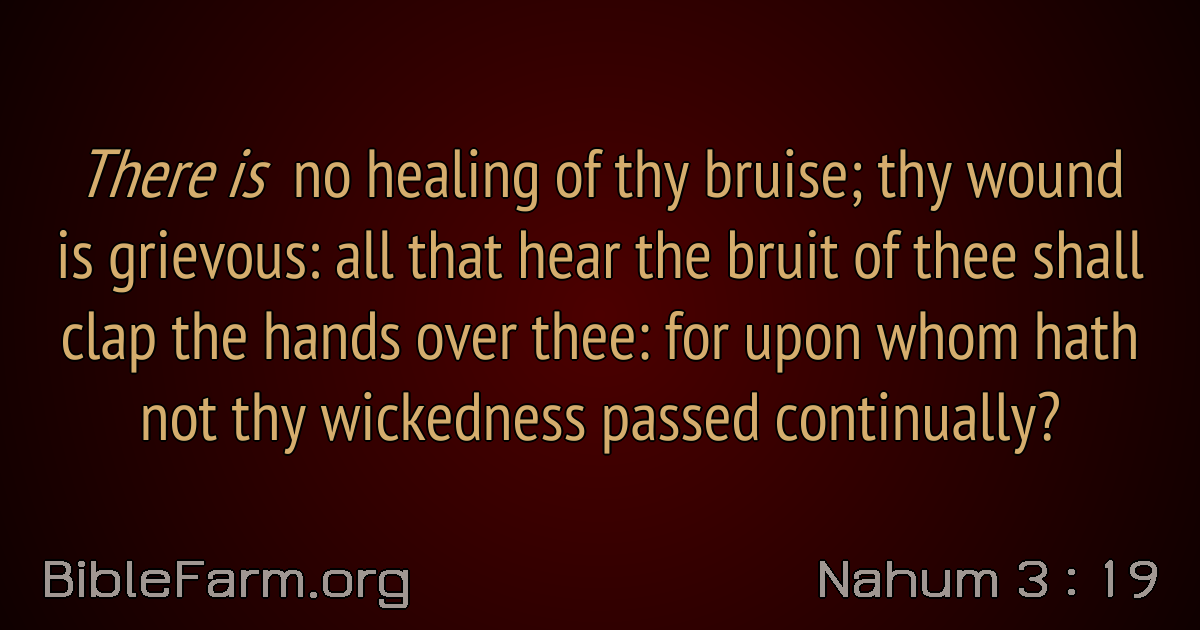 There is no healing of thy bruise; thy wound
is grievous: all that hear the bruit of thee shall
clap the hands over thee: for upon whom hath
not thy wickedness passed continually?
BibleFarm.org
Nahum 3 : 19